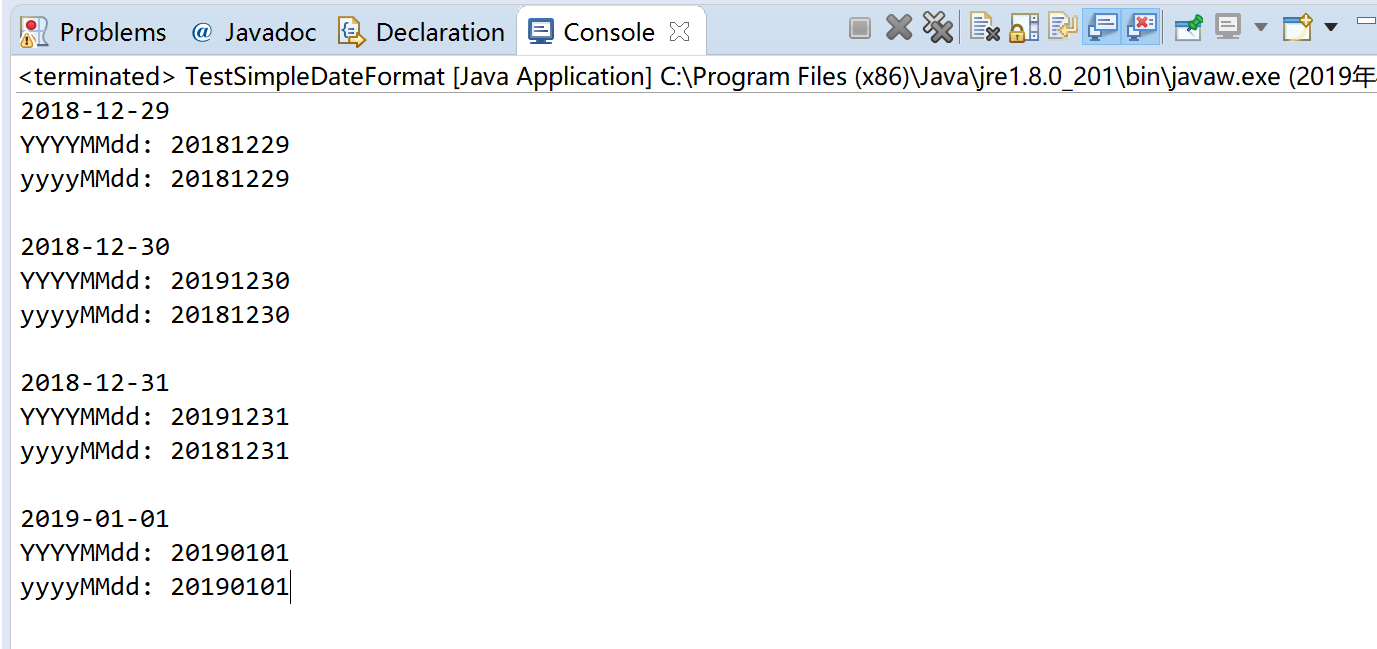 Problems @ Javadoc Declaration Console
<terminated> TestSimpleDateFormat [Java Application] C:\Program Files (x86)\Java\jre1.8.0_201\bin\javaw.exe (2019年
2018-12-29
YYYYMMdd: 20181229
yyyyMMdd: 20181229
2018-12-30
YYYYMMdd: 20191230
yyyyMMdd: 20181230
2018-12-31
YYYYMMdd: 20191231
yyyyMMdd: 20181231
2019-01-01
YYYYMMdd: 20190101
yyyyMMdd: 20190101